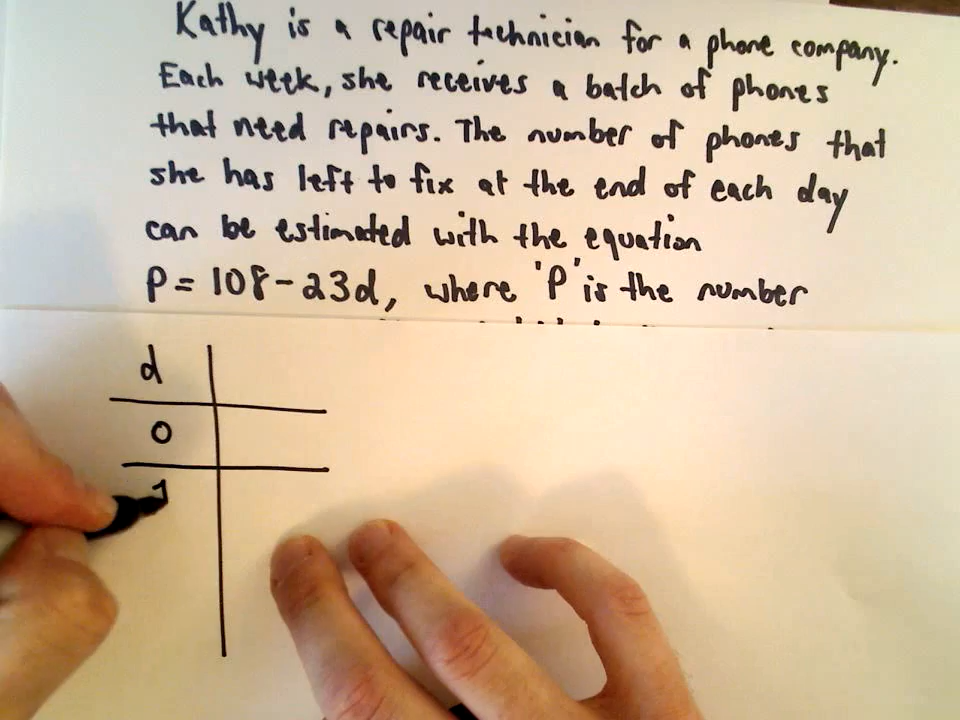 Kathy is a repair technician for a phone company.
Each week, she receives a batch of phones
that need repairs. The number of phones that
she has left to fix at the end of each day
can be estimated with the equation
P = 108 - 23d, where 'P' is the number
d
0
1